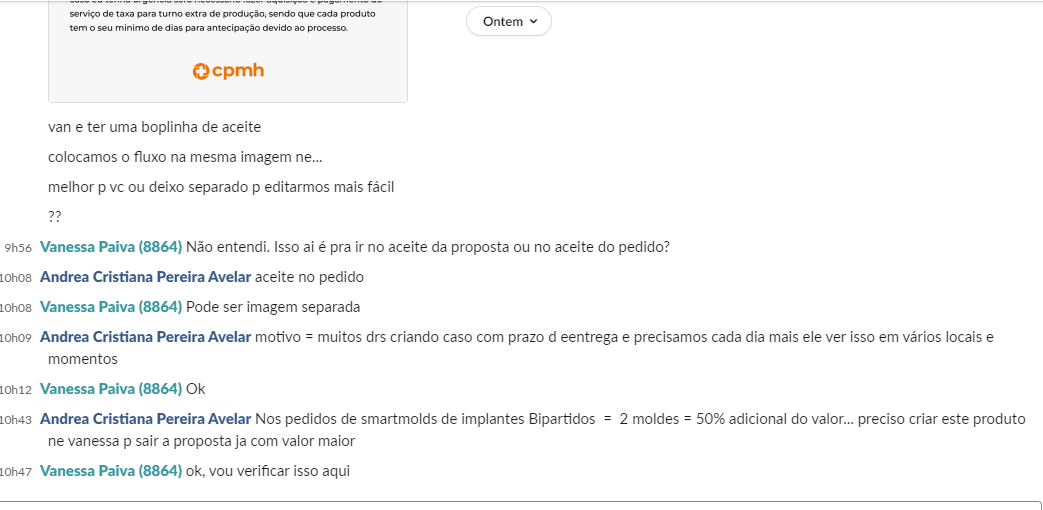 serviço de taxa para turno extra de produção, sendo que cada produto
Ontem
tem o seu minimo de dias para antecipação devido ao processo.
cpmh
van e ter uma boplinha de aceite
colocamos o fluxo na mesma imagem ne...
melhor p vc ou deixo separado p editarmos mais fácil
??
9h56 Vanessa Paiva (8864) Não entendi. Isso ai é pra ir no aceite da proposta ou no aceite do pedido?
10h08 Andrea Cristiana Pereira Avelar aceite no pedido
10h08 Vanessa Paiva (8864) Pode ser imagem separada
10h09 Andrea Cristiana Pereira Avelar motivo = muitos drs criando caso com prazo d eentrega e precisamos cada dia mais ele ver isso em vários locais e
momentos
10h12 Vanessa Paiva (8864) Ok
10h43 Andrea Cristiana Pereira Avelar Nos pedidos de smartmolds de implantes Bipartidos = 2 moldes = 50% adicional do valor... preciso criar este produto
ne vanessa p sair a proposta ja com valor maior
10h47 Vanessa Paiva (8864) ok, vou verificar isso aqui